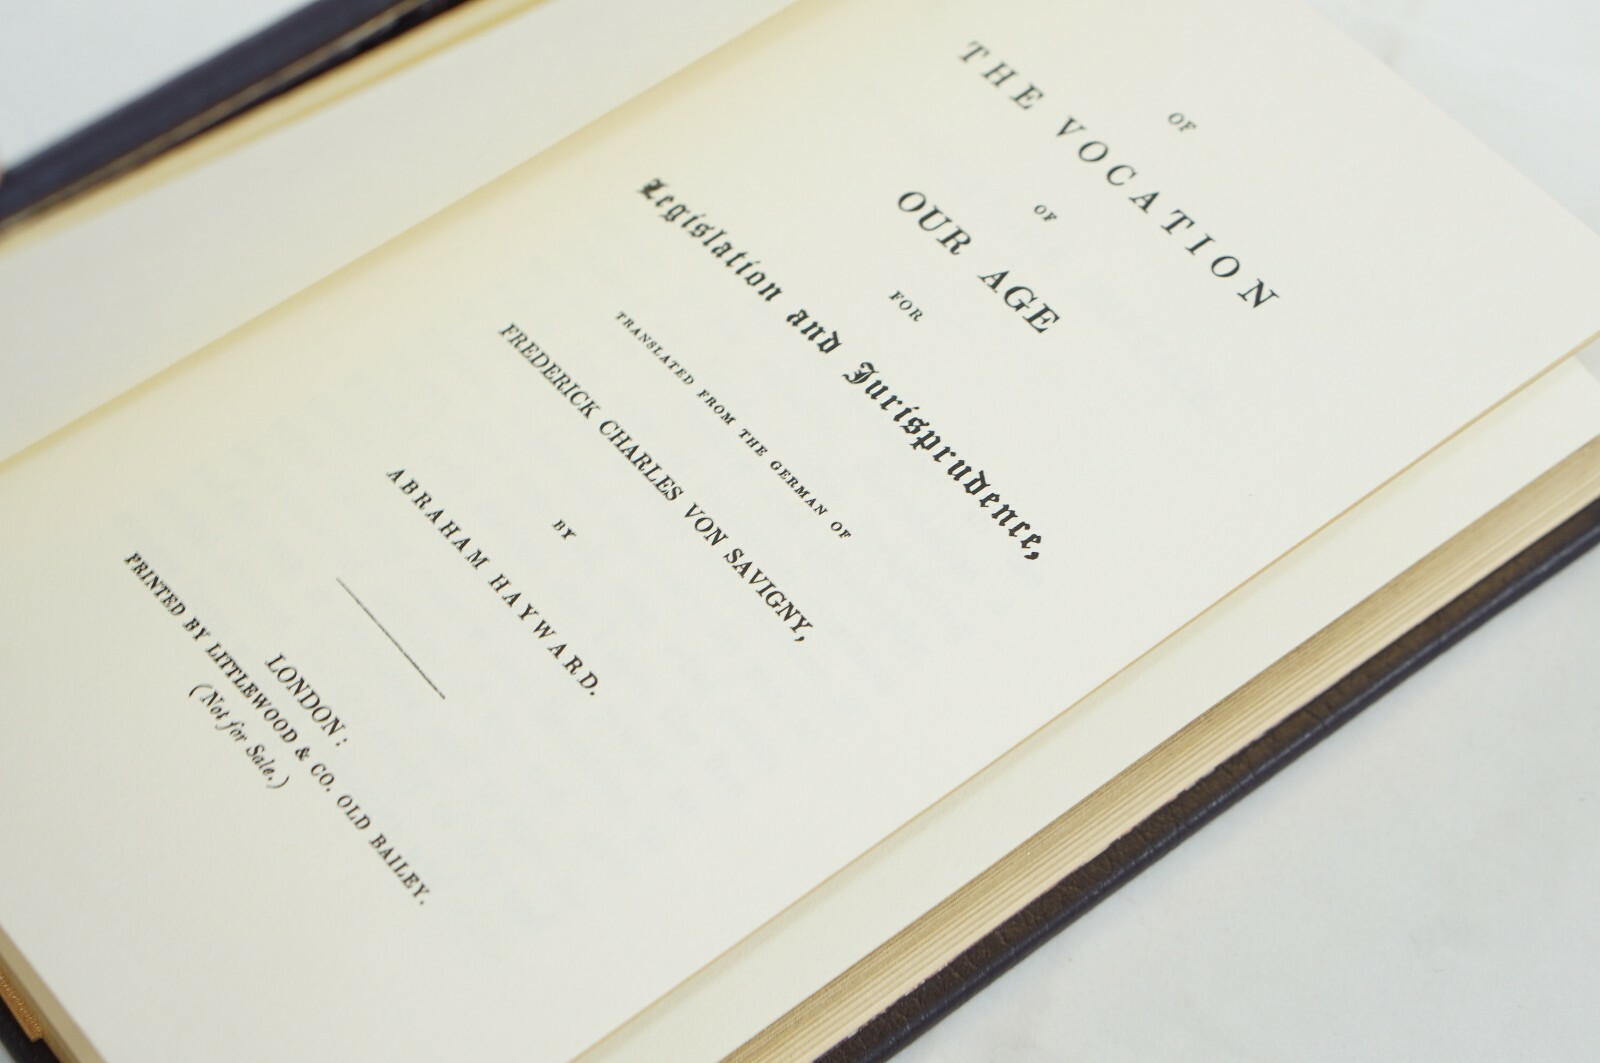 OF
THE VOCATION
OF
OUR AGE
FOR
Legislation and Jurisprudence,
TRANSLATED FROM THE GERMAN OF
FREDERICK CHARLES VON SAVIGNY,
BY
ABRAHAM HAYWARD.
LONDON:
PRINTED BY LITTLEWOOD & CO. OLD BAILEY.
(Not for Sale.)